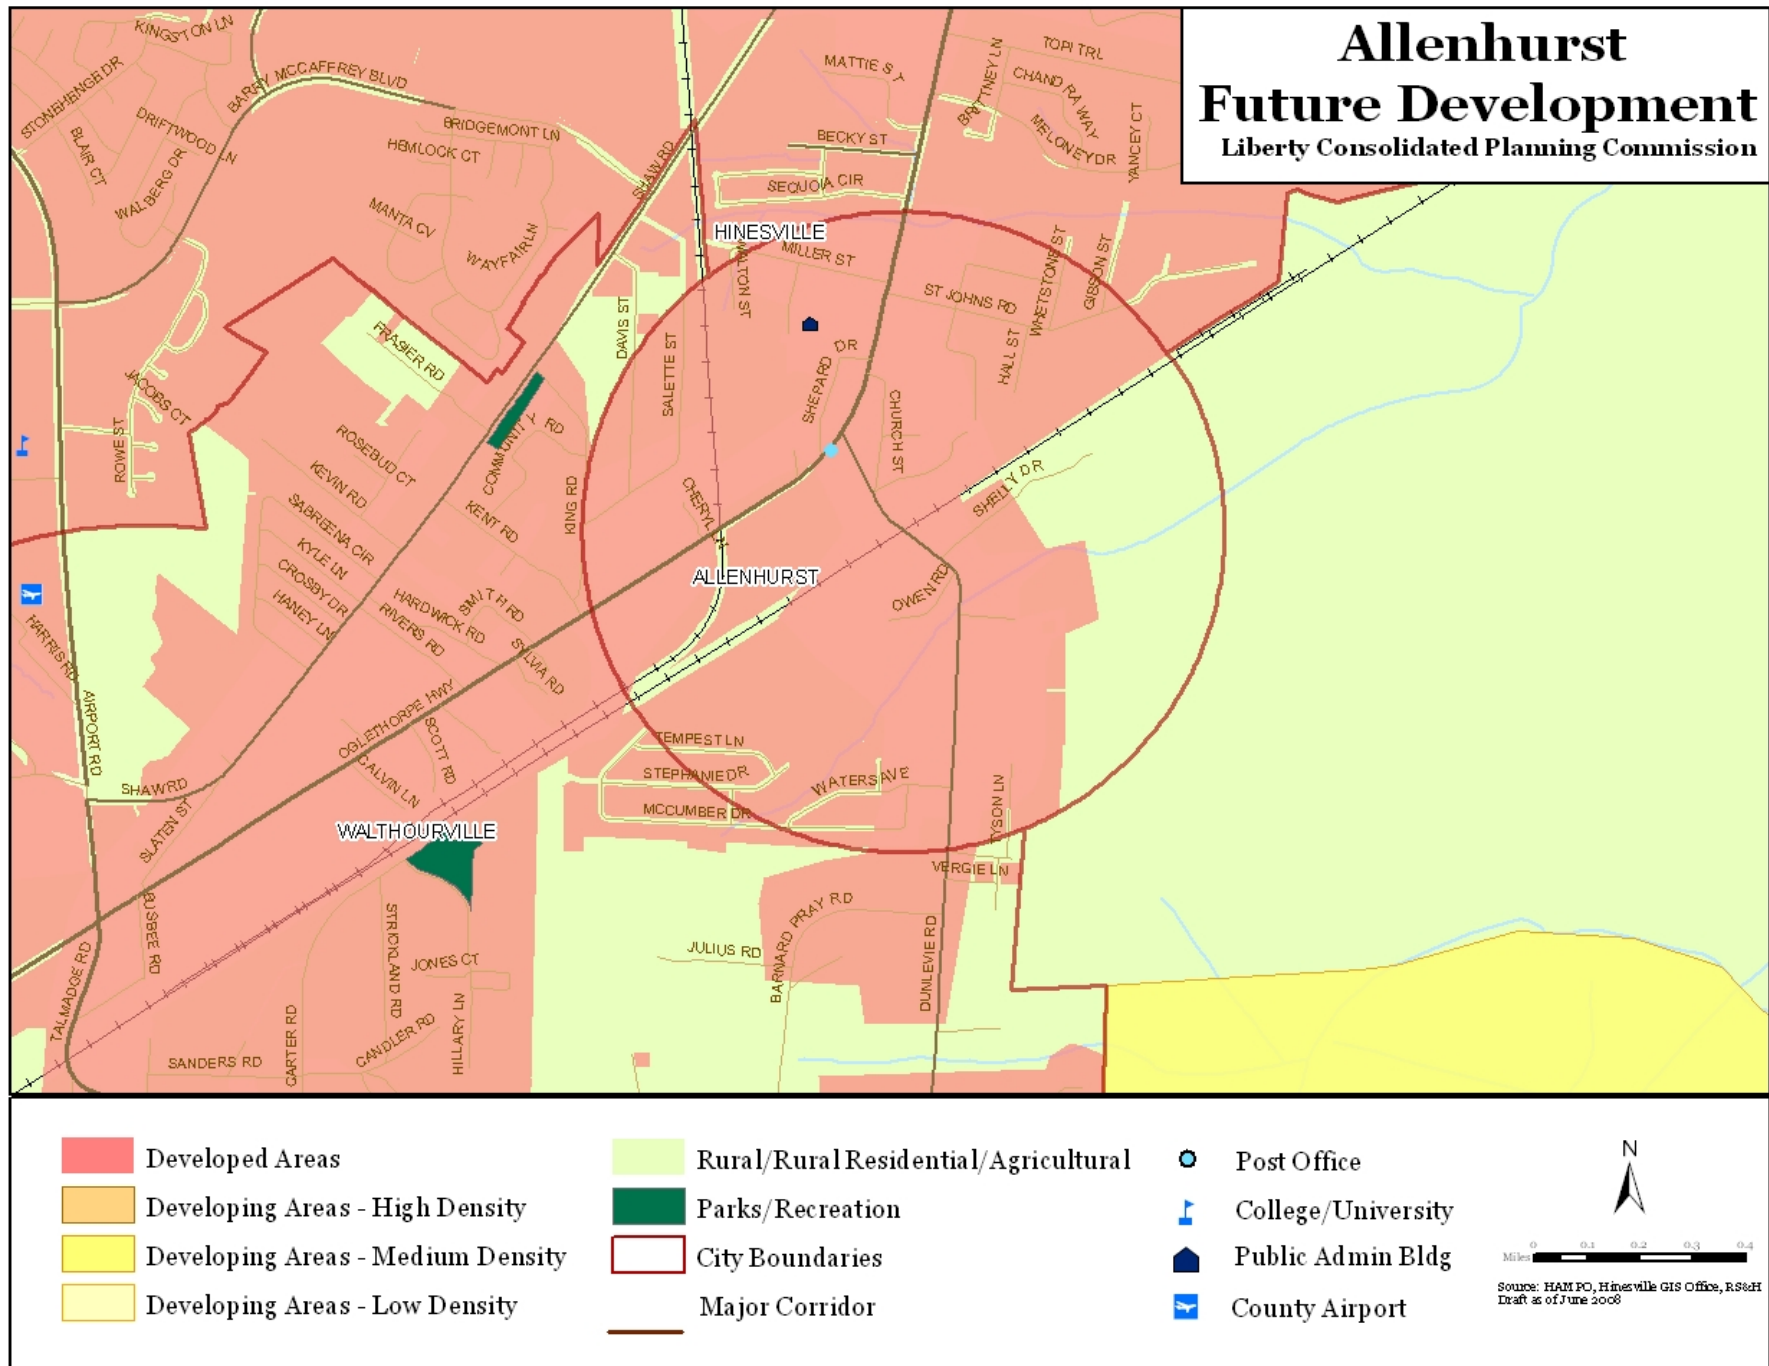 Allenhurst
Future Development
Liberty Consolidated Planning Commission
KINGSTON LN
TOPI TRL
STONEHENGE DR
BARRY MCCAFFREY BLVD
MATTIE S
BRITTNEY LN
CHANDRA WAY
BLAIR CT
DRIFTWOOD LN
BRIDGEMONT LN
BECKY ST
MELONEY DR
YANCEY CT
HEMLOCK CT
WALBERG DR
SHAW RD
SEQUOIA CIR
MANTA CV
WAYFAIR LN
HINESVILLE
WALTON ST
MILLER ST
WHETSTONE ST
GIBSON ST
ST JOHNS RD
DAVIS ST
FRASIER RD
SALETTE ST
SHEPARD DR
HALL ST
JACOBS CT
ROWE ST
ROSEBUD CT
COMMUNITY RD
CHURCH ST
KEVIN RD
KING RD
CHERYL LN
SHELLY DR
SABREENA CIR
KENT RD
KYLE LN
CROSBY DR
HANEY LN
ALLENHURST
OWEN RD
HARDWICK RD
SMITH RD
RIVERS RD
SYLVIA RD
HARRIS RD
AIRPORT RD
OGLETHORPE HWY
SCOTT RD
CALVIN LN
TEMPEST LN
STEPHANIE DR
WATERS AVE
MCCUMBER DR
TYSON LN
SHAW RD
SLATEN ST
WALTHOURVILLE
VERGIE LN
BUSBEE RD
STRICKLAND RD
BARNARD PRAY RD
JULIUS RD
DUNLEVIE RD
TALMADGE RD
JONES CT
CARTER RD
CANDLER RD
HILLARY LN
SANDERS RD
Developed Areas
Developing Areas - High Density
Developing Areas - Medium Density
Developing Areas - Low Density
Rural/Rural Residential/Agricultural
Parks/Recreation
City Boundaries
Major Corridor
Post Office
College/University
Public Admin Bldg
County Airport
N
0 0.1 0.2 0.3 0.4
Miles
Source: HAMPO, Hinesville GIS Office, RS&H
Draft as of June 2008